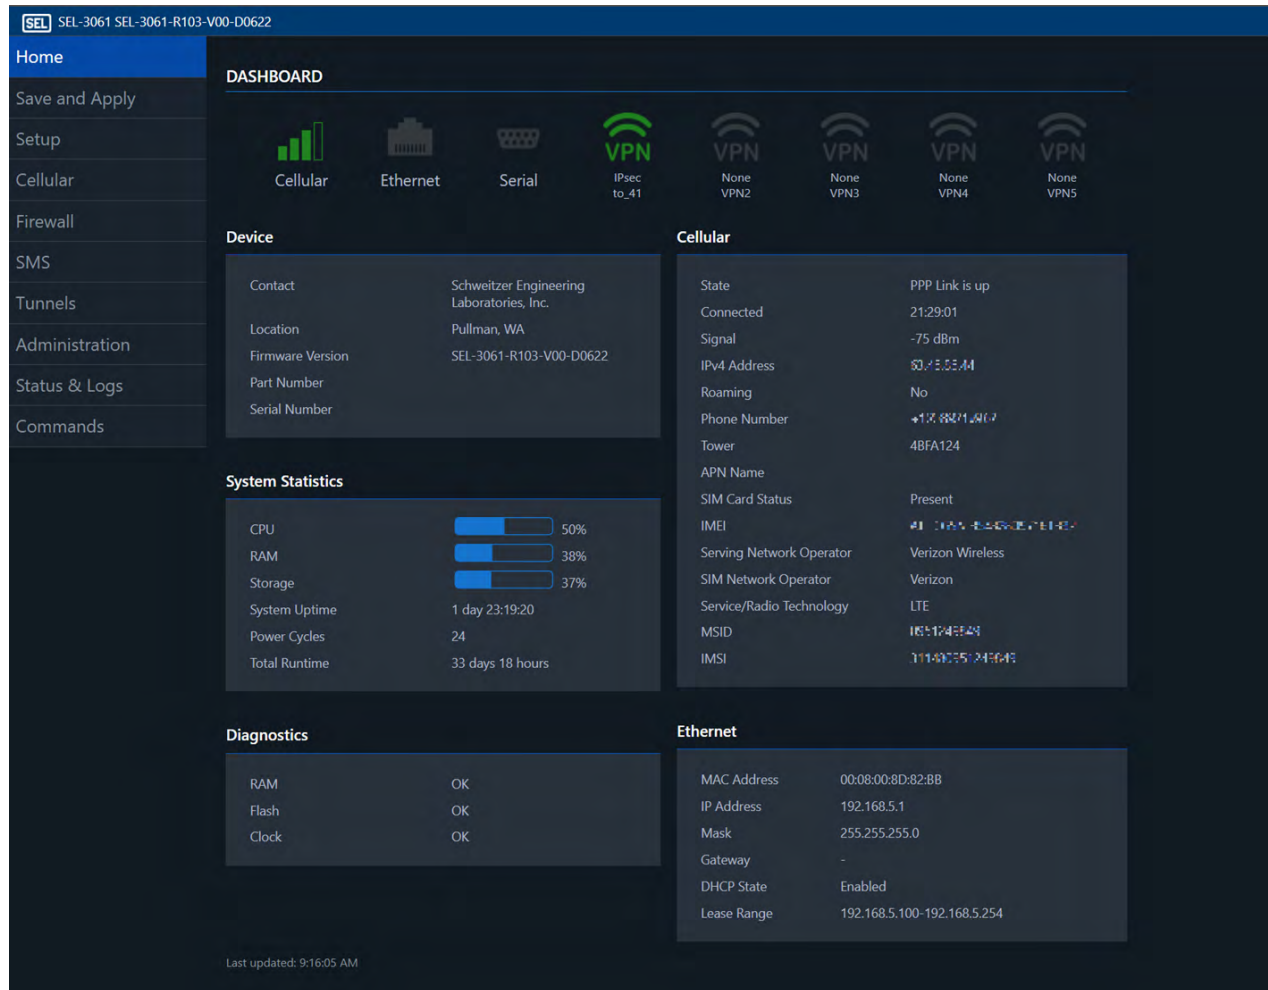 SEL SEL-3061 SEL-3061-R103-V00-D0622
Home
Save and Apply
Setup
Cellular
Firewall
SMS
Tunnels
Administration
Status & Logs
Commands
DASHBOARD
Cellular
Ethernet
Serial
VPN
IPsec
to_41
VPN
None
VPN2
VPN
None
VPN3
VPN
None
VPN4
VPN
None
VPN5
Device
Contact Schweitzer Engineering
Laboratories, Inc.
Location Pullman, WA
Firmware Version SEL-3061-R103-V00-D0622
Part Number
Serial Number
System Statistics
CPU 50%
RAM 38%
Storage 37%
System Uptime 1 day 23:19:20
Power Cycles 24
Total Runtime 33 days 18 hours
Diagnostics
RAM OK
Flash OK
Clock OK
Cellular
State PPP Link is up
Connected 21:29:01
Signal -75 dBm
IPv4 Address
Roaming No
Phone Number
Tower 4BFA124
APN Name
SIM Card Status Present
IMEI
Serving Network Operator Verizon Wireless
SIM Network Operator Verizon
Service/Radio Technology LTE
MSID
IMSI
Ethernet
MAC Address 00:08:00:8D:82:BB
IP Address 192.168.5.1
Mask 255.255.255.0
Gateway -
DHCP State Enabled
Lease Range 192.168.5.100-192.168.5.254
Last updated: 9:16:05 AM